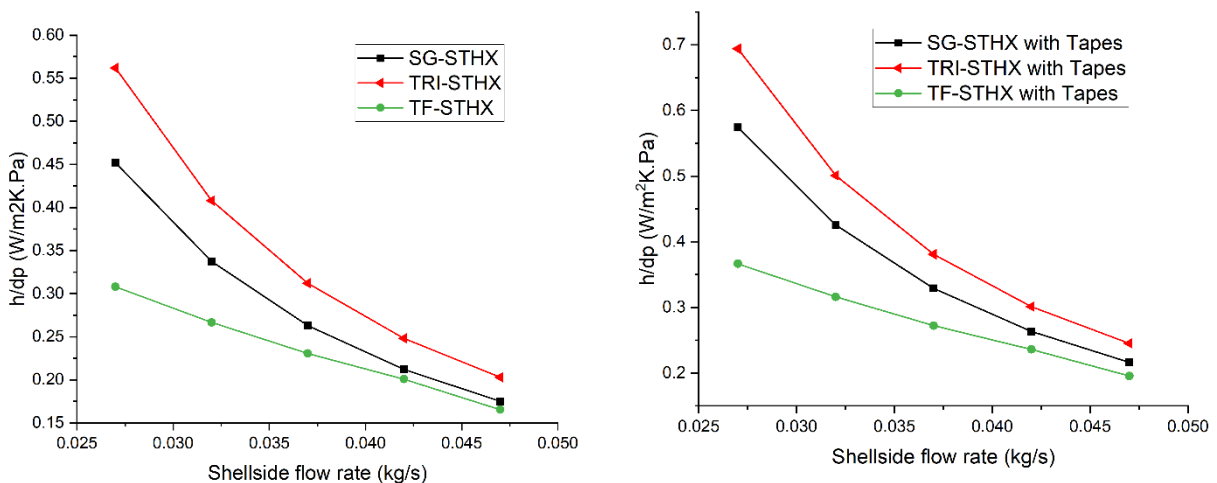 0.60
0.55
0.50
0.45
0.40
0.35
0.30
0.25
0.20
0.15
h/dp (W/m2K.Pa)
SG-STHX
TRI-STHX
TF-STHX
0.025 0.030 0.035 0.040 0.045 0.050
Shellside flow rate (kg/s)
0.7
0.6
0.5
0.4
0.3
0.2
h/dp (W/m²K.Pa)
SG-STHX with Tapes
TRI-STHX with Tapes
TF-STHX with Tapes
0.025 0.030 0.035 0.040 0.045 0.050
Shellside flow rate (kg/s)